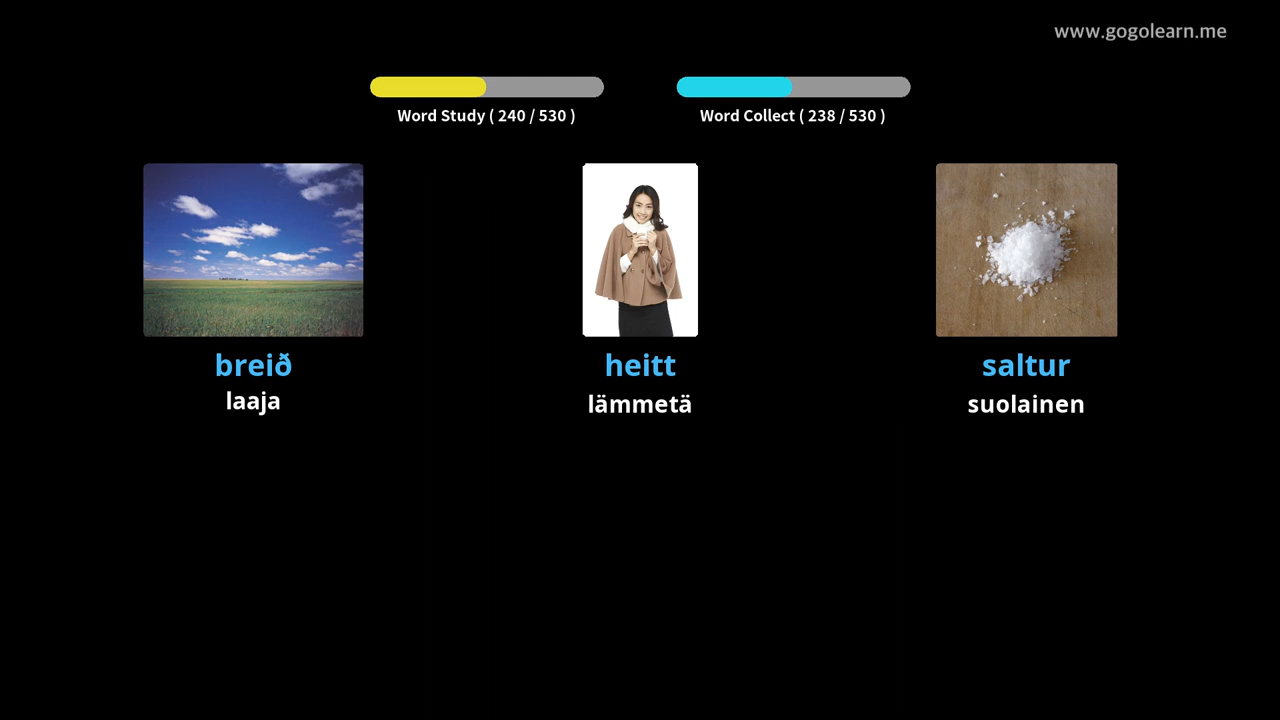 www.gogolearn.me
Word Study ( 240 / 530 )
Word Collect ( 238 / 530 )
breið
heitt
saltur
laaja
lämmetä
suolainen